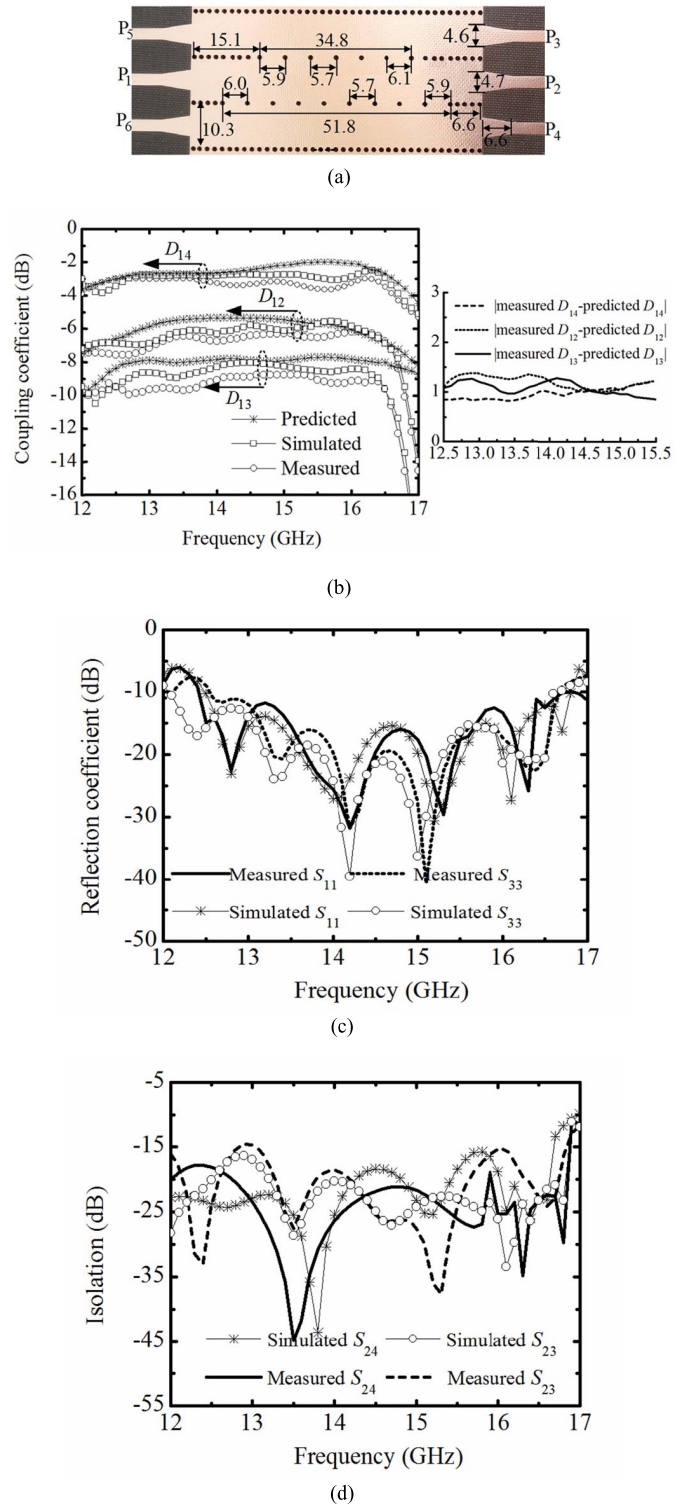 P5 15.1 34.8 4.6 P3
P1 5.9 5.7 6.1 4.7 P2
6.0 5.7 5.9
P6 10.3 51.8 6.6 6.6 P4
(a)
0
-2
-4
-6
-8
-10
-12
-14
-16
Coupling coefficient (dB)
D14
D12
D13
Predicted
Simulated
Measured
12 13 14 15 16 17
Frequency (GHz)
3
2
1
0
|measured D14-predicted D14|
|measured D12-predicted D12|
|measured D13-predicted D13|
12.5 13.0 13.5 14.0 14.5 15.0 15.5
(b)
0
-10
-20
-30
-40
-50
Reflection coefficient (dB)
Measured S11 Measured S33
Simulated S11 Simulated S33
12 13 14 15 16 17
Frequency (GHz)
(c)
-5
-15
-25
-35
-45
-55
Isolation (dB)
Simulated S24 Simulated S23
Measured S24 Measured S23
12 13 14 15 16 17
Frequency (GHz)
(d)